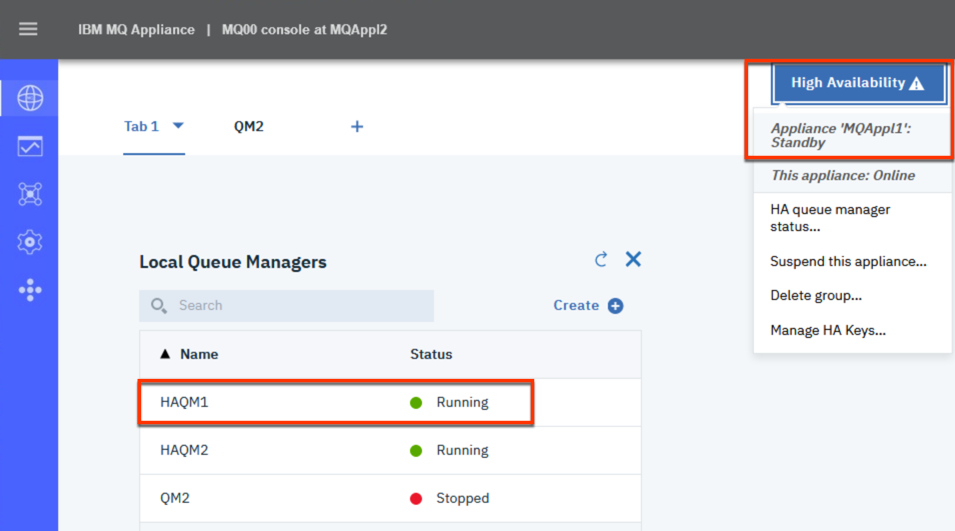 IBM MQ Appliance | MQ00 console at MQAppl2
High Availability
Appliance 'MQAppl1':
Standby
This appliance: Online
HA queue manager
status...
Suspend this appliance...
Delete group...
Manage HA Keys...
Tab 1 QM2 +
Local Queue Managers
Search
Create
Name Status
HAQM1 Running
HAQM2 Running
QM2 Stopped